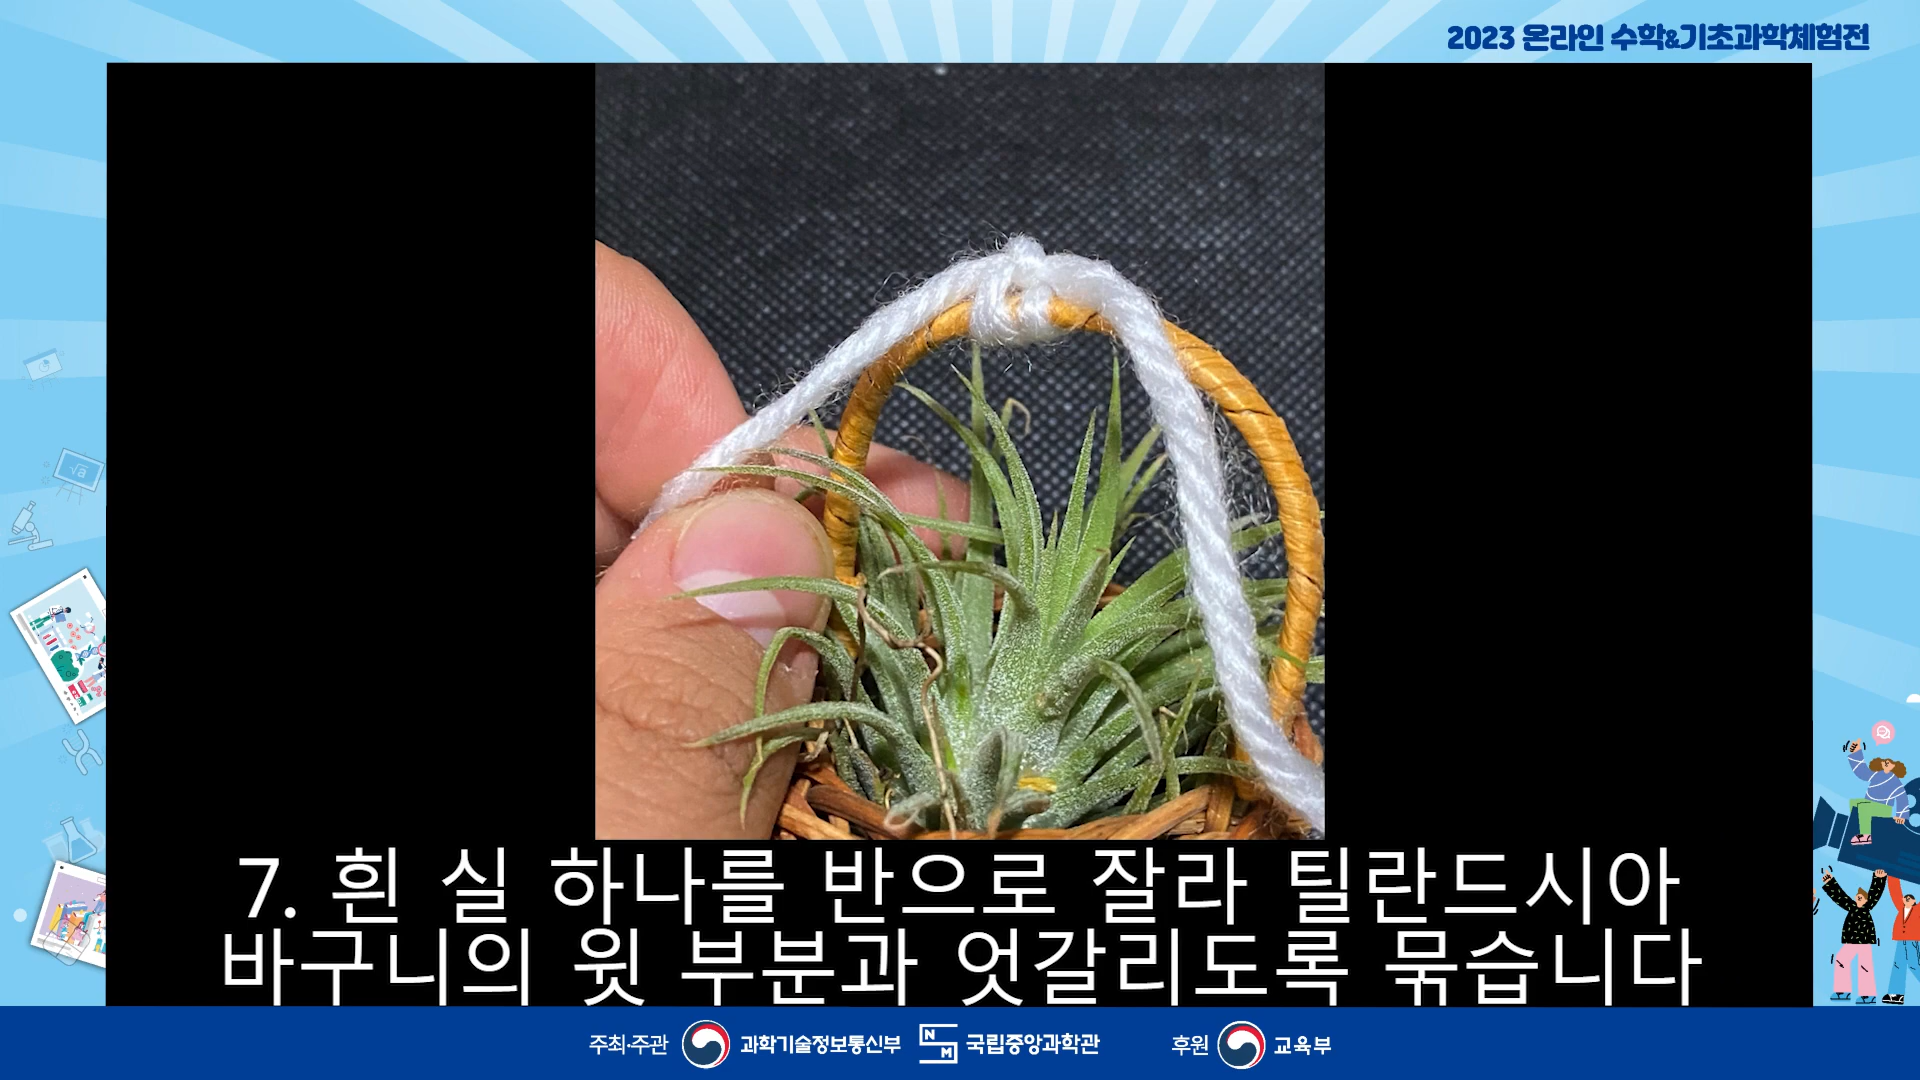 2023 온라인 수학&기초과학체험전
7. 흰 실 하나를 반으로 잘라 틸란드시아
바구니의 윗 부분과 엇갈리도록 묶습니다
주최·주관 과학기술정보통신부 NSM 국립중앙과학관 후원 교육부